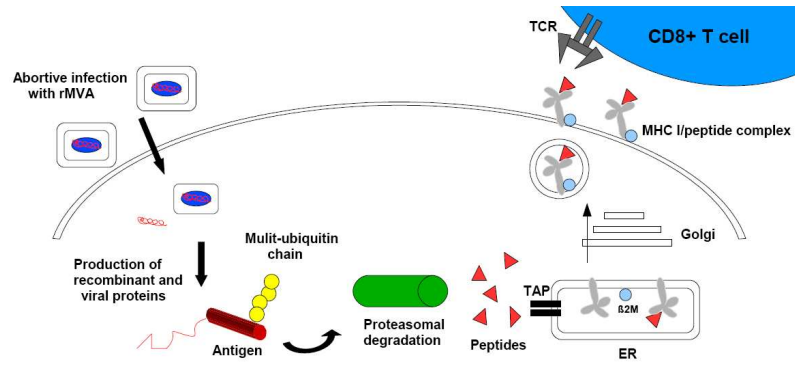 TCR
CD8+ T cell
Abortive infection
with rMVA
MHC I/peptide complex
Golgi
Mulit-ubiquitin
chain
Production of
recombinant and
viral proteins
TAP
ß2M
Proteasomal
degradation
Peptides
Antigen
ER